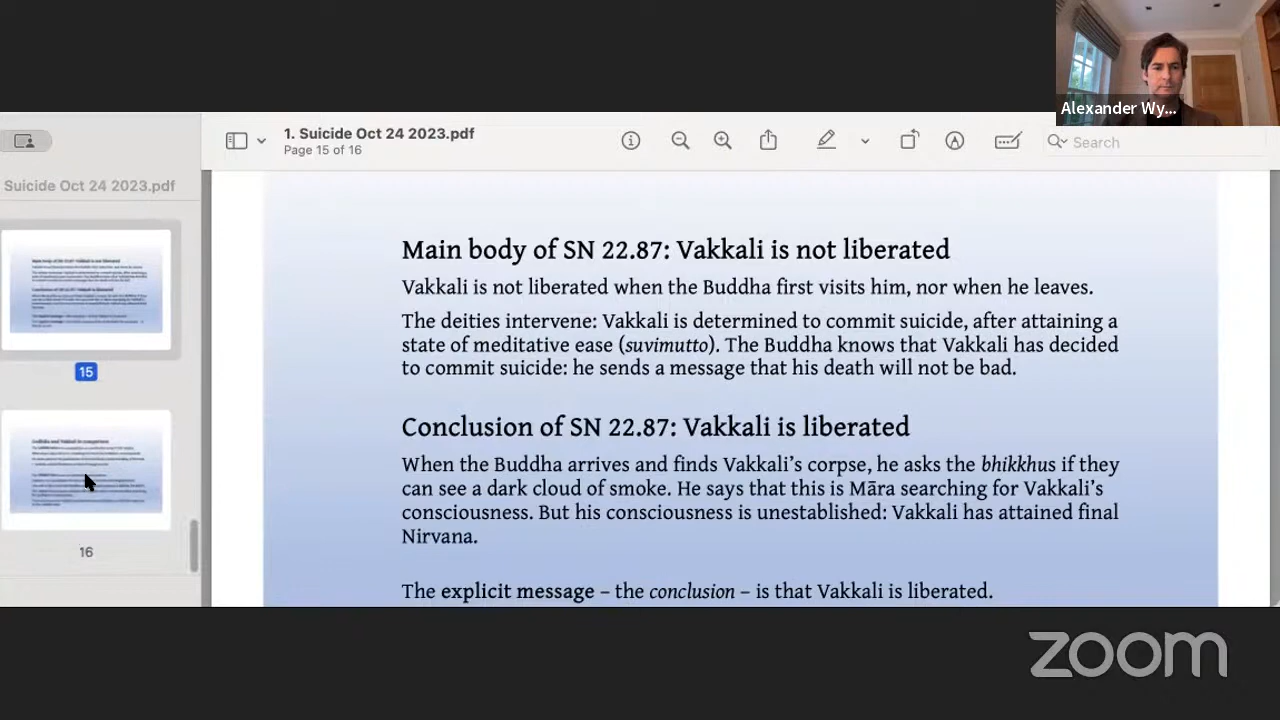 Alexander Wy...
1. Suicide Oct 24 2023.pdf
Page 15 of 16
Search
Suicide Oct 24 2023.pdf
15
16
Main body of SN 22.87: Vakkali is not liberated
Vakkali is not liberated when the Buddha first visits him, nor when he leaves.
The deities intervene: Vakkali is determined to commit suicide, after attaining a
state of meditative ease (suvimutto). The Buddha knows that Vakkali has decided
to commit suicide: he sends a message that his death will not be bad.
Conclusion of SN 22.87: Vakkali is liberated
When the Buddha arrives and finds Vakkali’s corpse, he asks the bhikkhus if they
can see a dark cloud of smoke. He says that this is Māra searching for Vakkali’s
consciousness. But his consciousness is unestablished: Vakkali has attained final
Nirvana.
The explicit message – the conclusion – is that Vakkali is liberated.
zoom